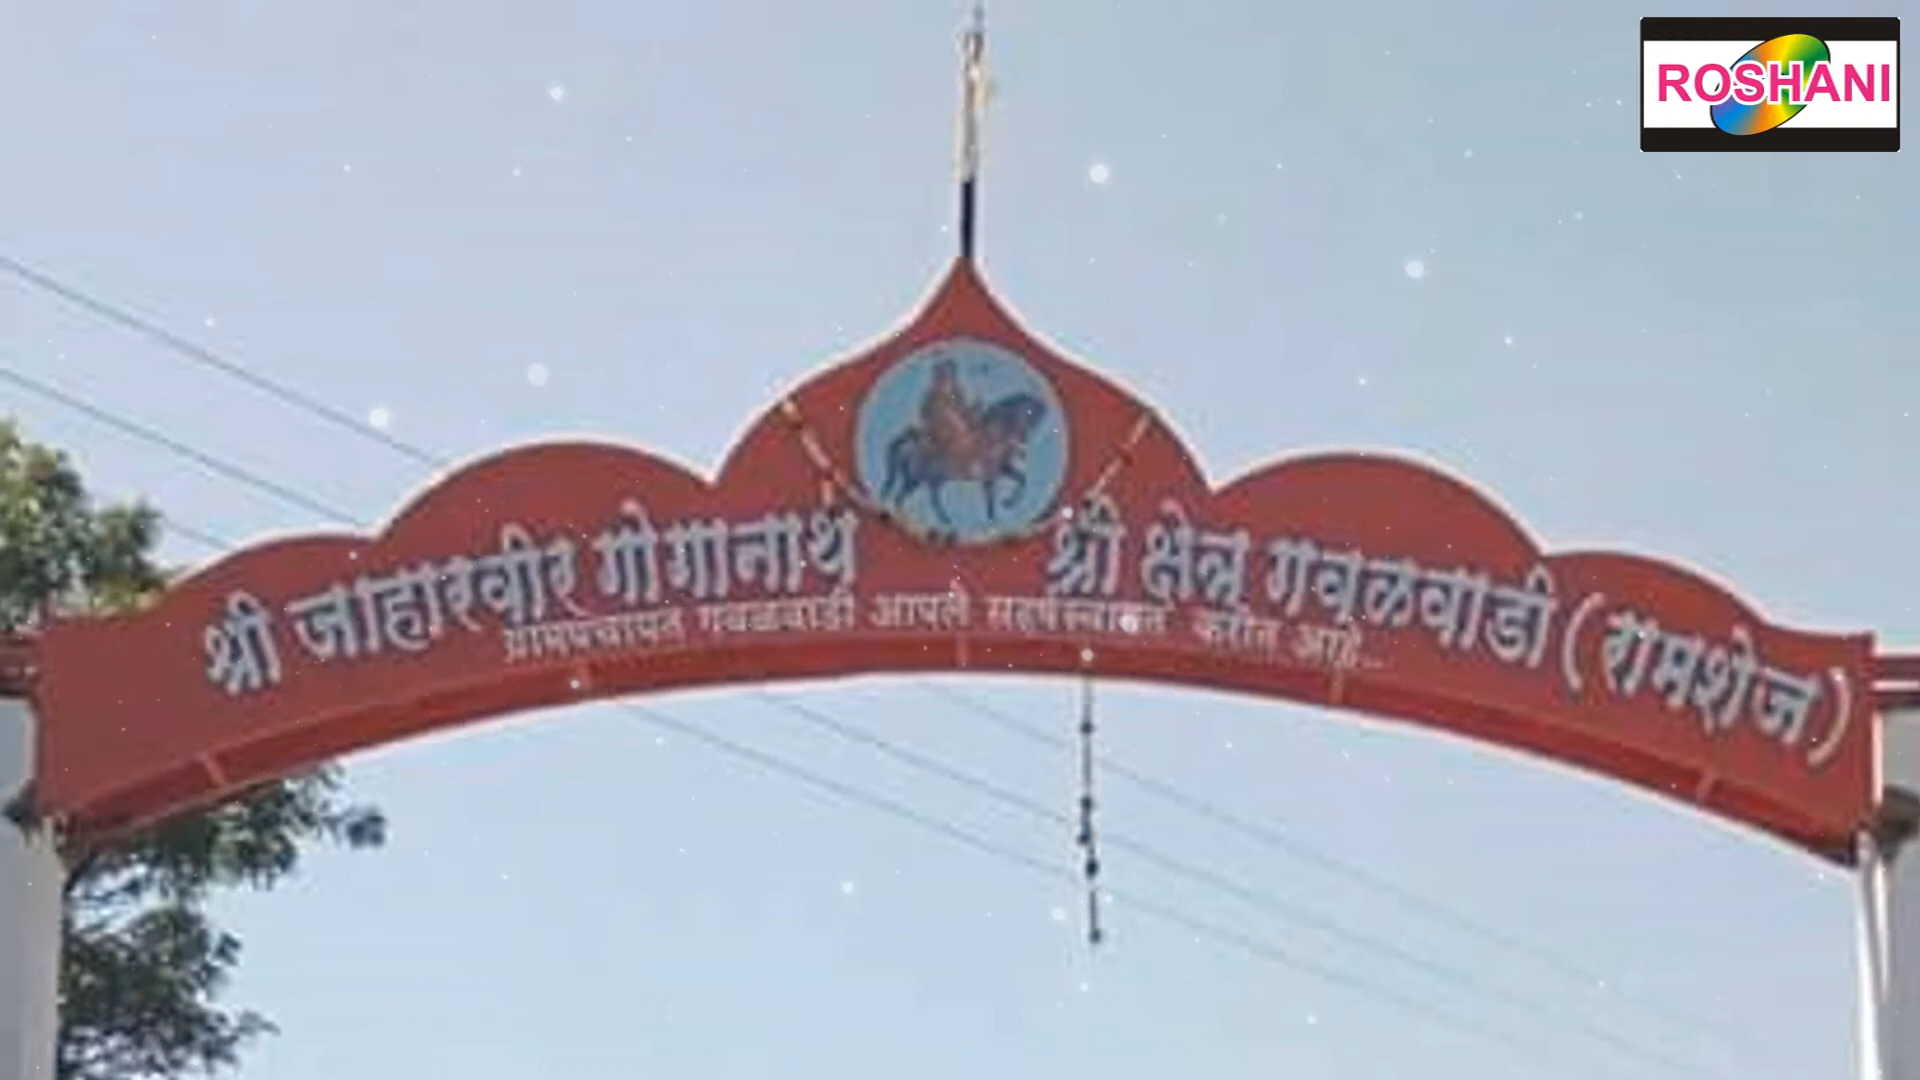 ROSHANI
श्री जाहारवीर गोगानाथ श्री क्षेत्र गवळवाडी (रामशेज)
ग्रामपंचायत गवळवाडी आपले सहर्ष स्वागत करीत आहे..